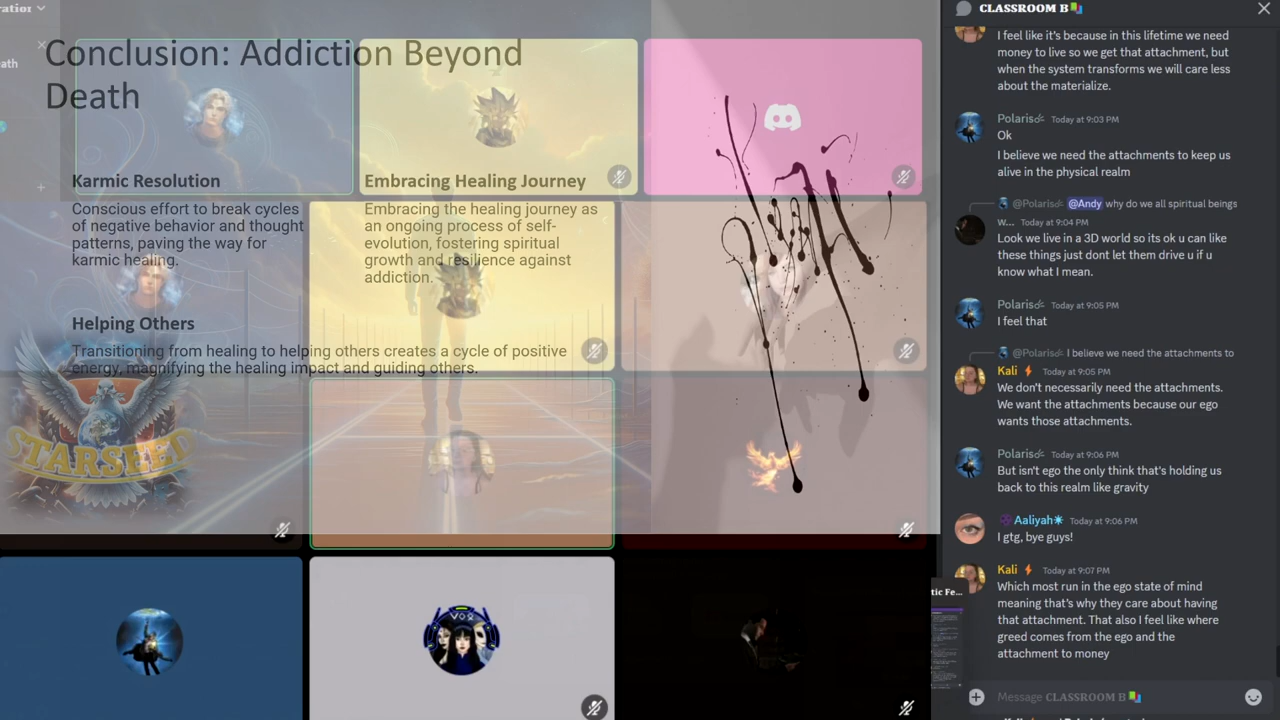 ration
Conclusion: Addiction Beyond
Death
Karmic Resolution
Conscious effort to break cycles
of negative behavior and thought
patterns, paving the way for
karmic healing.
Embracing Healing Journey
Embracing the healing journey as
an ongoing process of self-
evolution, fostering spiritual
growth and resilience against
addiction.
Helping Others
Transitioning from healing to helping others creates a cycle of positive
energy, magnifying the healing impact and guiding others.
STARSEED
VOX
CLASSROOM B
I feel like it's because in this lifetime we need
money to live so we get that attachment, but
when the system transforms we will care less
about the materialize.
Polaris Today at 9:03 PM
Ok
I believe we need the attachments to keep us
alive in the physical realm
@Polaris @Andy why do we all spiritual beings
w... Today at 9:04 PM
Look we live in a 3D world so its ok u can like
these things just dont let them drive u if u
know what I mean.
Polaris Today at 9:05 PM
I feel that
@Polaris I believe we need the attachments to
Kali Today at 9:05 PM
We don't necessarily need the attachments.
We want the attachments because our ego
wants those attachments.
Polaris Today at 9:06 PM
But isn't ego the only think that's holding us
back to this realm like gravity
Aaliyah Today at 9:06 PM
I gtg, bye guys!
Kali Today at 9:07 PM
Which most run in the ego state of mind
meaning that's why they care about having
that attachment. That also I feel like where
greed comes from the ego and the
attachment to money
tic Fe...
Message CLASSROOM B